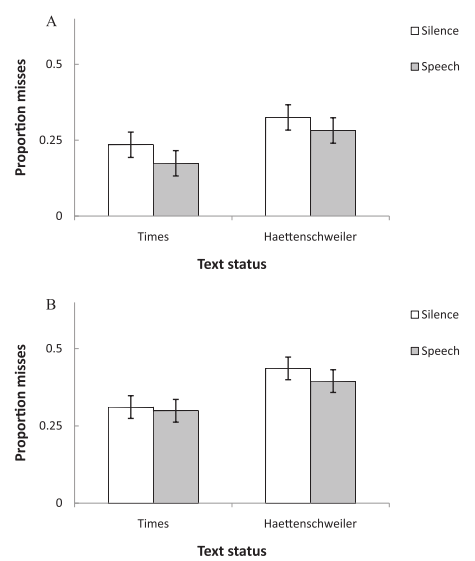 A
Silence
Speech
Proportion misses
0.5
0.25
0
Times
Haettenschweiler
Text status
B
Silence
Speech
Proportion misses
0.5
0.25
0
Times
Haettenschweiler
Text status